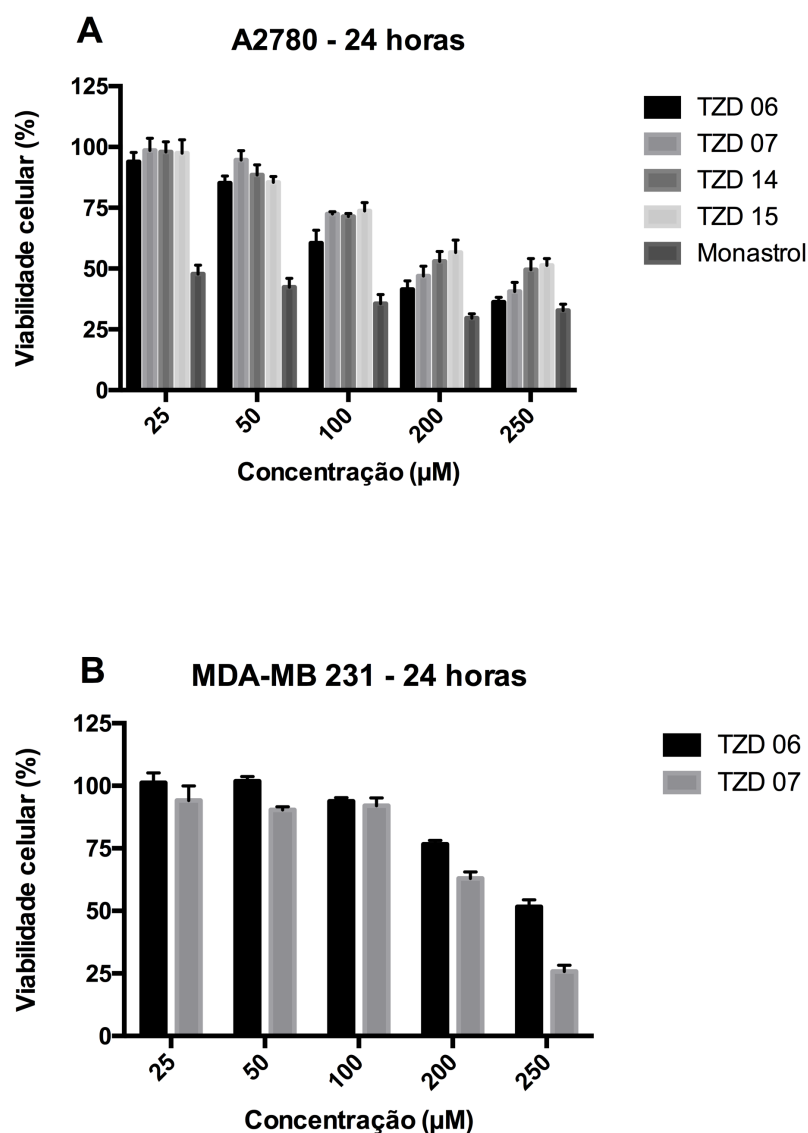 A
A2780 - 24 horas
Viabilidade celular (%)
125
100
75
50
25
0
25
50
100
200
250
Concentração (µM)
TZD 06
TZD 07
TZD 14
TZD 15
Monastrol
B
MDA-MB 231 - 24 horas
Viabilidade celular (%)
125
100
75
50
25
0
25
50
100
200
250
Concentração (µM)
TZD 06
TZD 07